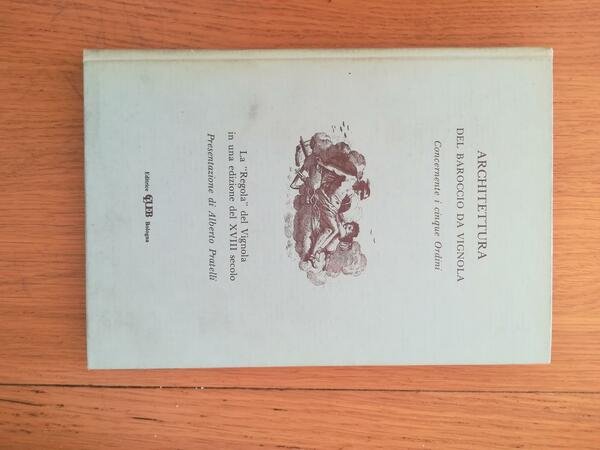 ARCHITETTURA
DEL BAROCCIO DA VIGNOLA
Concernente i cinque Ordini
La "Regola" del Vignola
in una edizione del XVIII secolo
Presentazione di Alberto Pratelli
Editrice CLUEB Bologna